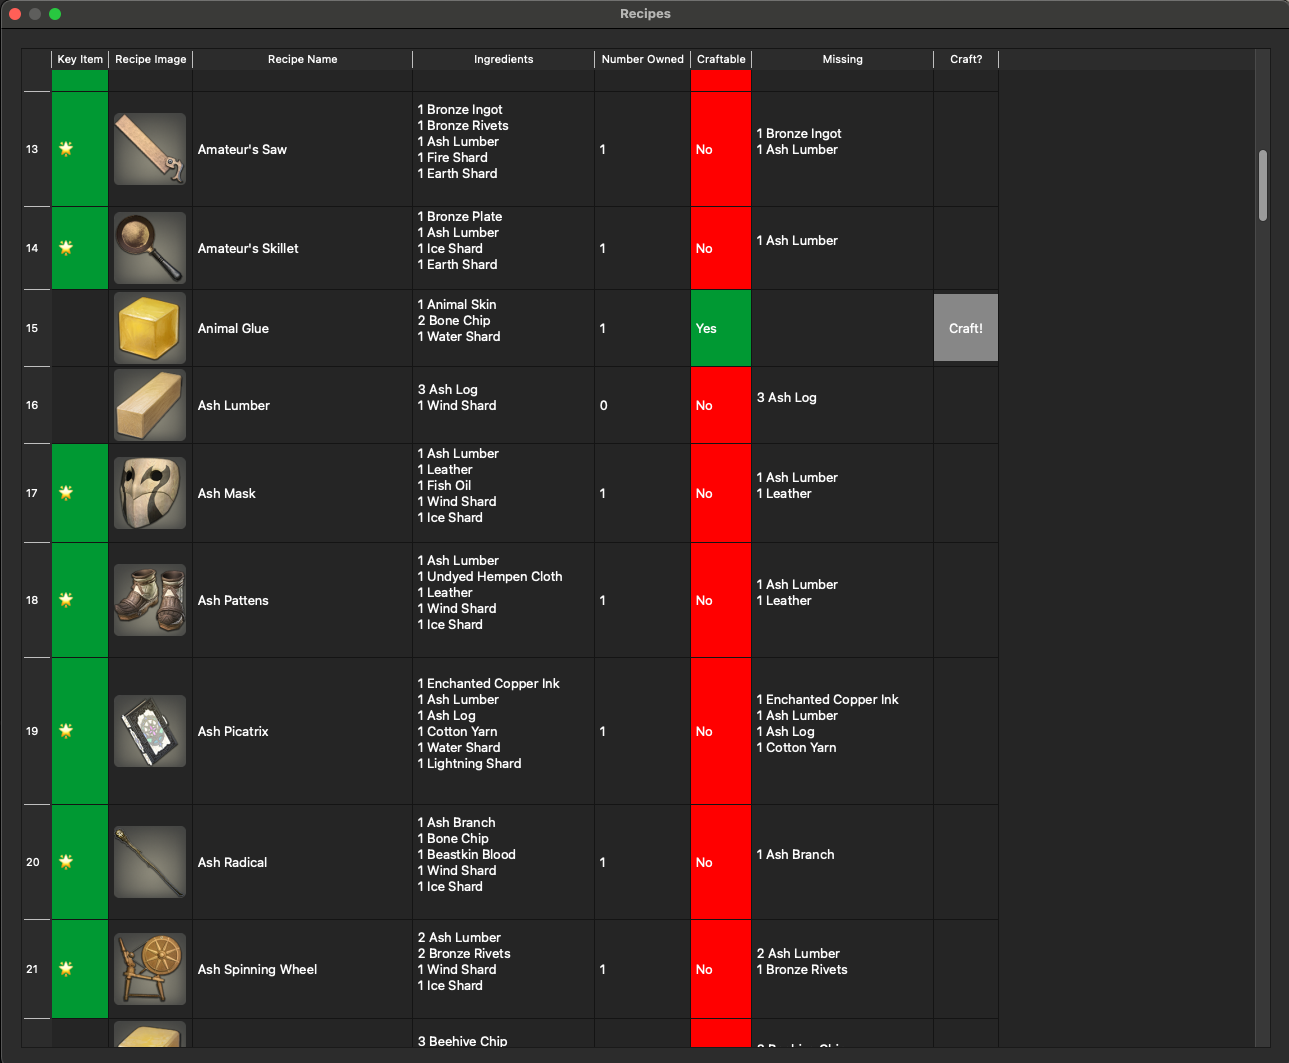 Recipes
Key Item Recipe Image Recipe Name Ingredients Number Owned Craftable Missing Craft?
13
Amateur's Saw
1 Bronze Ingot
1 Bronze Rivets
1 Ash Lumber
1 Fire Shard
1 Earth Shard
1
No
1 Bronze Ingot
1 Ash Lumber
14
Amateur's Skillet
1 Bronze Plate
1 Ash Lumber
1 Ice Shard
1 Earth Shard
1
No
1 Ash Lumber
15
Animal Glue
1 Animal Skin
2 Bone Chip
1 Water Shard
1
Yes
Craft!
16
Ash Lumber
3 Ash Log
1 Wind Shard
0
No
3 Ash Log
17
Ash Mask
1 Ash Lumber
1 Leather
1 Fish Oil
1 Wind Shard
1 Ice Shard
1
No
1 Ash Lumber
1 Leather
18
Ash Pattens
1 Ash Lumber
1 Undyed Hempen Cloth
1 Leather
1 Wind Shard
1 Ice Shard
1
No
1 Ash Lumber
1 Leather
19
Ash Picatrix
1 Enchanted Copper Ink
1 Ash Lumber
1 Ash Log
1 Cotton Yarn
1 Water Shard
1 Lightning Shard
1
No
1 Enchanted Copper Ink
1 Ash Lumber
1 Ash Log
1 Cotton Yarn
20
Ash Radical
1 Ash Branch
1 Bone Chip
1 Beastkin Blood
1 Wind Shard
1 Ice Shard
1
No
1 Ash Branch
21
Ash Spinning Wheel
2 Ash Lumber
2 Bronze Rivets
1 Wind Shard
1 Ice Shard
1
No
2 Ash Lumber
1 Bronze Rivets
3 Beehive Chip